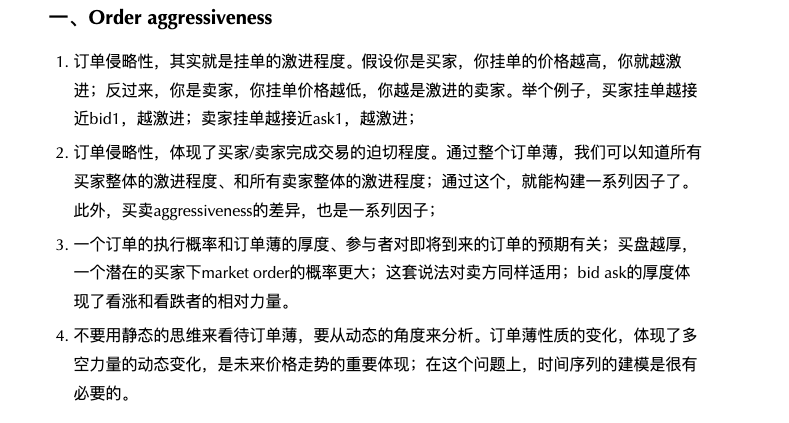 一、Order aggressiveness
1. 订单侵略性，其实就是挂单的激进程度。假设你是买家，你挂单的价格越高，你就越激
进；反过来，你是卖家，你挂单价格越低，你越是激进的卖家。举个例子，买家挂单越接
近bid1，越激进；卖家挂单越接近ask1，越激进；
2. 订单侵略性，体现了买家/卖家完成交易的迫切程度。通过整个订单薄，我们可以知道所有
买家整体的激进程度、和所有卖家整体的激进程度；通过这个，就能构建一系列因子了。
此外，买卖aggressiveness的差异，也是一系列因子；
3. 一个订单的执行概率和订单薄的厚度、参与者对即将到来的订单的预期有关；买盘越厚，
一个潜在的买家下market order的概率更大；这套说法对卖方同样适用；bid ask的厚度体
现了看涨和看跌者的相对力量。
4. 不要用静态的思维来看待订单薄，要从动态的角度来分析。订单薄性质的变化，体现了多
空力量的动态变化，是未来价格走势的重要体现；在这个问题上，时间序列的建模是很有
必要的。